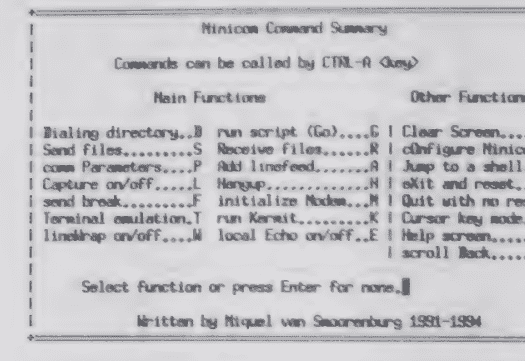 Minicom Command Summary
Commands can be called by CTRL-A <key>
Main Functions Other Function
Dialing directory..D run script (Go)....G | Clear Screen...
Send files.........S Receive files......R | cOnfigure Minico
comm Parameters....P Add linefeed.......A | Jump to a shell
Capture on/off.....L Hangup.............H | eXit and reset.
send break.........F initialize Modem...M | Quit with no res
Terminal emulation.T run Kermit.........K | Cursor key mode.
lineWrap on/off....W local Echo on/off..E | Help screen.....
| scroll Back.....
Select function or press Enter for none.
Written by Miquel van Smoorenburg 1991-1994